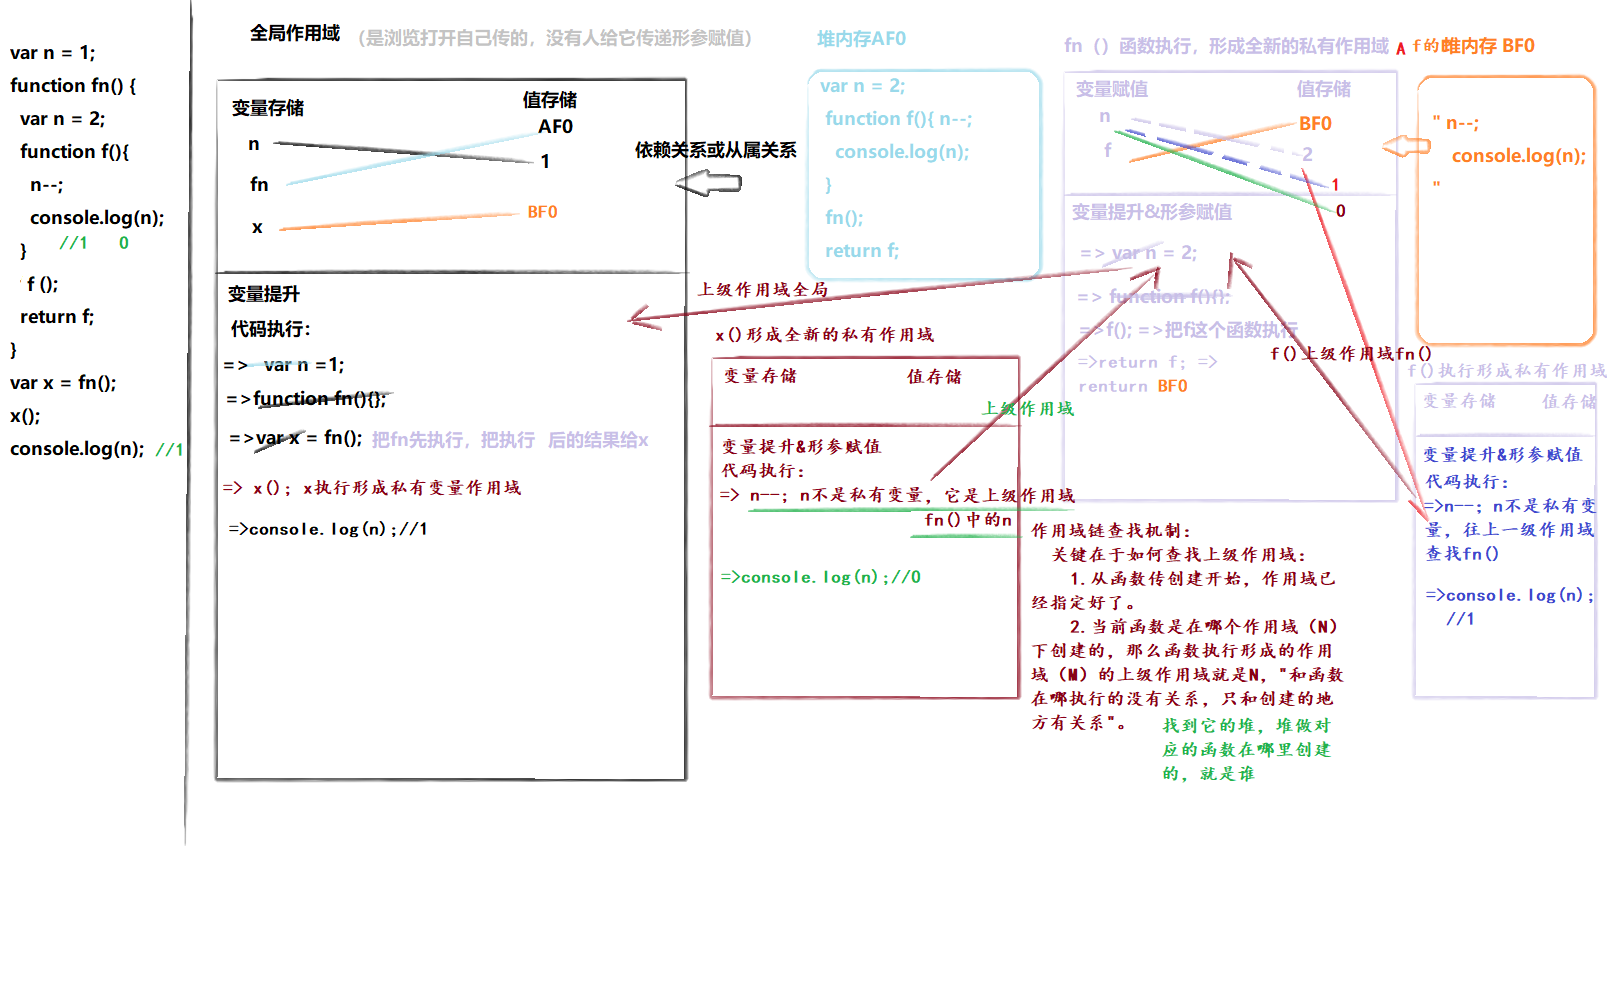 var n = 1;
function fn() {
var n = 2;
function f(){
n--;
console.log(n);
//1 0
}
f ();
return f;
}
var x = fn();
x();
console.log(n); //1
全局作用域 （是浏览打开自己传的，没有人给它传递形参赋值）
变量存储 值存储
n AF0
fn 1
x BF0
依赖关系或从属关系
变量提升
代码执行：
=> var n =1;
=>function fn(){};
=>var x = fn(); 把fn先执行，把执行 后的结果给x
=> x(); x执行形成私有变量作用域
=>console.log(n);//1
堆内存AF0
var n = 2;
function f(){ n--;
console.log(n);
}
fn();
return f;
上级作用域全局
x()形成全新的私有作用域
变量存储 值存储
上级作用域
变量提升&形参赋值
代码执行：
=> n--; n不是私有变量，它是上级作用域
fn()中的n
=>console.log(n);//0
fn（）函数执行，形成全新的私有作用域 A
变量赋值 值存储
n BF0
f 2
1
0
变量提升&形参赋值
=> var n = 2;
=> function f(){};
=>f(); =>把f这个函数执行
=>return f; =>
renturn BF0
f()上级作用域fn()
作用域链查找机制：
关键在于如何查找上级作用域：
1.从函数传创建开始，作用域已
经指定好了。
2.当前函数是在哪个作用域（N）
下创建的，那么函数执行形成的作用
域（M）的上级作用域就是N，"和函数
在哪执行的没有关系，只和创建的地
方有关系"。
找到它的堆，堆做对
应的函数在哪里创建
的，就是谁
f的雌内存 BF0
" n--;
console.log(n);
"
f()执行形成私有作用域
变量存储 值存储
变量提升&形参赋值
代码执行：
=>n--; n不是私有变
量，往上一级作用域
查找fn()
=>console.log(n);
//1